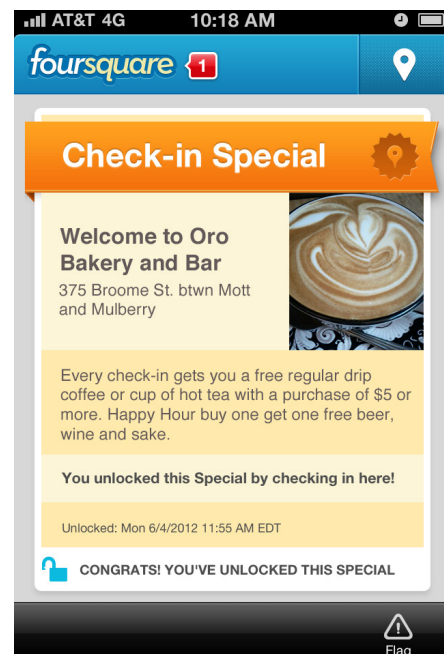 AT&T 4G 10:18 AM
foursquare 1
Check-in Special
Welcome to Oro
Bakery and Bar
375 Broome St. btwn Mott
and Mulberry
Every check-in gets you a free regular drip
coffee or cup of hot tea with a purchase of $5 or
more. Happy Hour buy one get one free beer,
wine and sake.
You unlocked this Special by checking in here!
Unlocked: Mon 6/4/2012 11:55 AM EDT
CONGRATS! YOU'VE UNLOCKED THIS SPECIAL
Flag